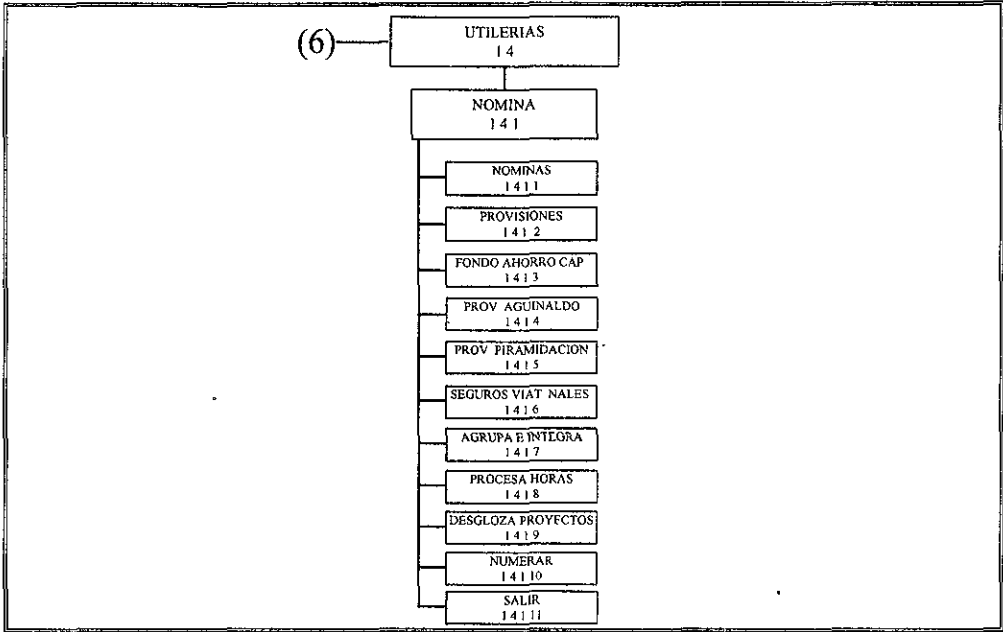 (6)
UTILERIAS
1 4
NOMINA
1 4 1
NOMINAS
1 4 1 1
PROVISIONES
1 4 1 2
FONDO AHORRO CAP
1 4 1 3
PROV AGUINALDO
1 4 1 4
PROV PIRAMIDACION
1 4 1 5
SEGUROS VIAT NALES
1 4 1 6
AGRUPA E INTEGRA
1 4 1 7
PROCESA HORAS
1 4 1 8
DESGLOZA PROYECTOS
1 4 1 9
NUMERAR
1 4 1 10
SALIR
1 4 1 11